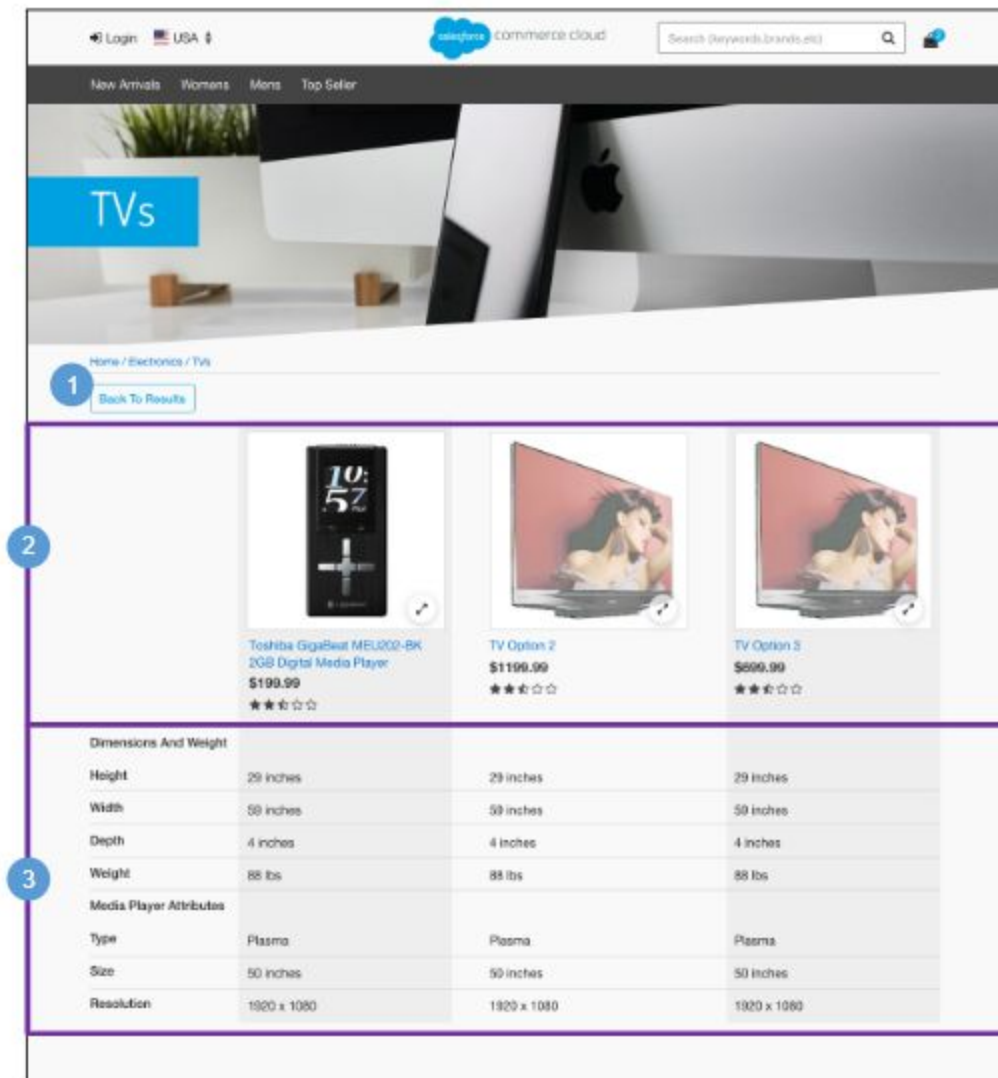 Login USA
salesforce commerce cloud
Search (keywords,brands,etc)
New Arrivals Womens Mens Top Seller
TVs
Home / Electronics / TVs
1
Back To Results
2
10:
57
Toshiba GigaBeat MEU202-BK
2GB Digital Media Player
$199.99
TV Option 2
$1199.99
TV Option 3
$699.99
3
Dimensions And Weight
Height 29 inches 29 inches 29 inches
Width 59 inches 59 inches 59 inches
Depth 4 inches 4 inches 4 inches
Weight 88 lbs 88 lbs 88 lbs
Media Player Attributes
Type Plasma Plasma Plasma
Size 50 inches 50 inches 50 inches
Resolution 1920 x 1080 1920 x 1080 1920 x 1080